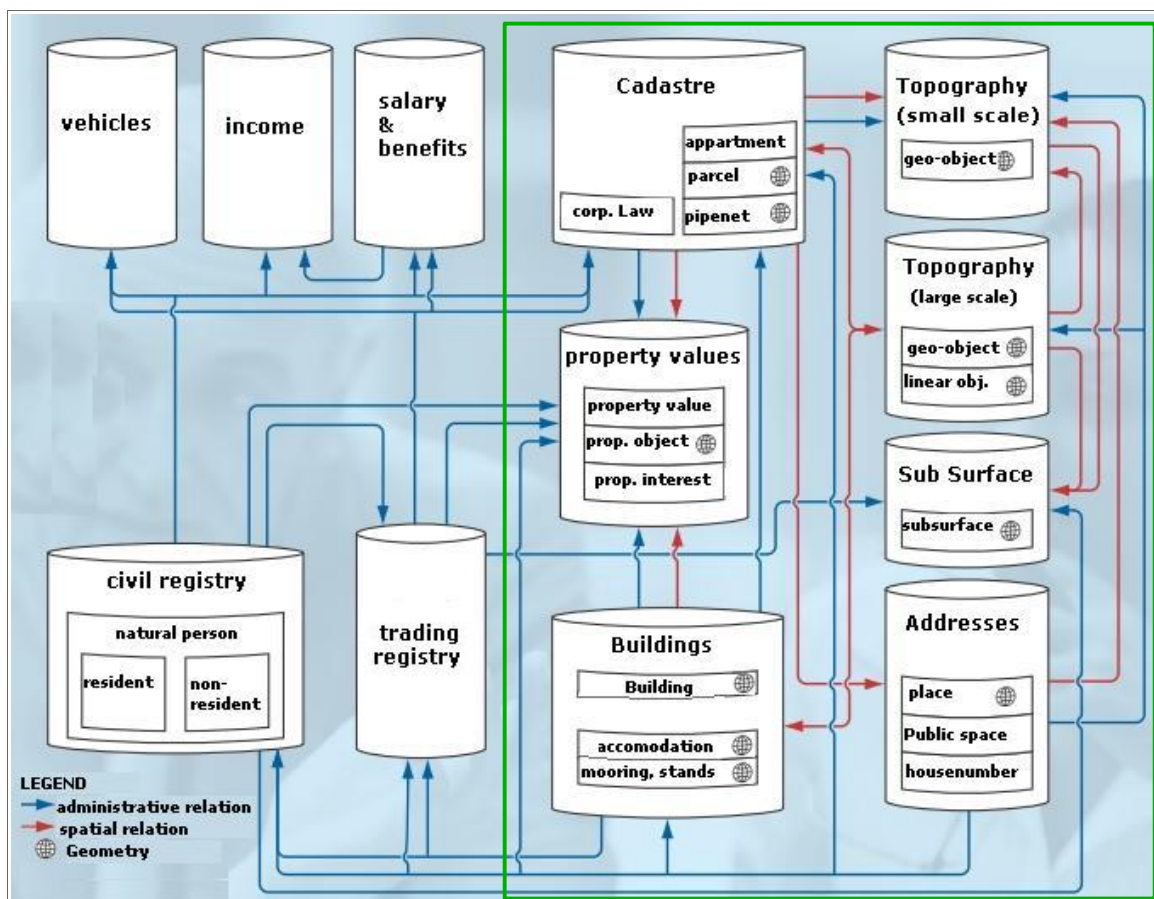 vehicles
income
salary
&
benefits
Cadastre
appartment
parcel
pipenet
corp. Law
Topography
(small scale)
geo-object
Topography
(large scale)
geo-object
linear obj.
property values
property value
prop. object
prop. interest
Sub Surface
subsurface
civil registry
natural person
resident
non-
resident
trading
registry
Buildings
Building
accomodation
mooring, stands
Addresses
place
Public space
housenumber
LEGEND
administrative relation
spatial relation
Geometry